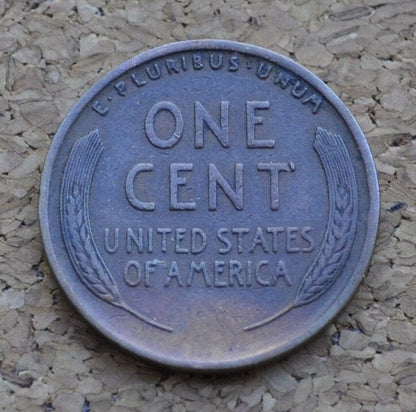 E·PLURIBUS·UNUM
ONE
CENT
UNITED STATES
OF AMERICA